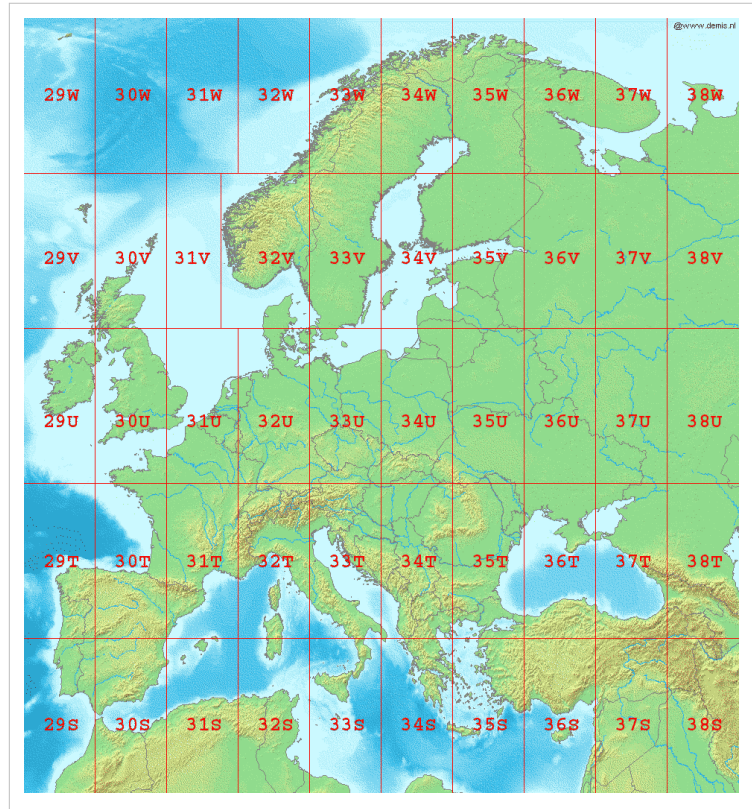 @www.demis.nl
29W 30W 31W 32W 33W 34W 35W 36W 37W 38W
29V 30V 31V 32V 33V 34V 35V 36V 37V 38V
29U 30U 31U 32U 33U 34U 35U 36U 37U 38U
29T 30T 31T 32T 33T 34T 35T 36T 37T 38T
29S 30S 31S 32S 33S 34S 35S 36S 37S 38S